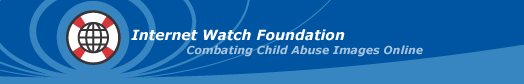 Internet Watch Foundation
Combating Child Abuse Images Online